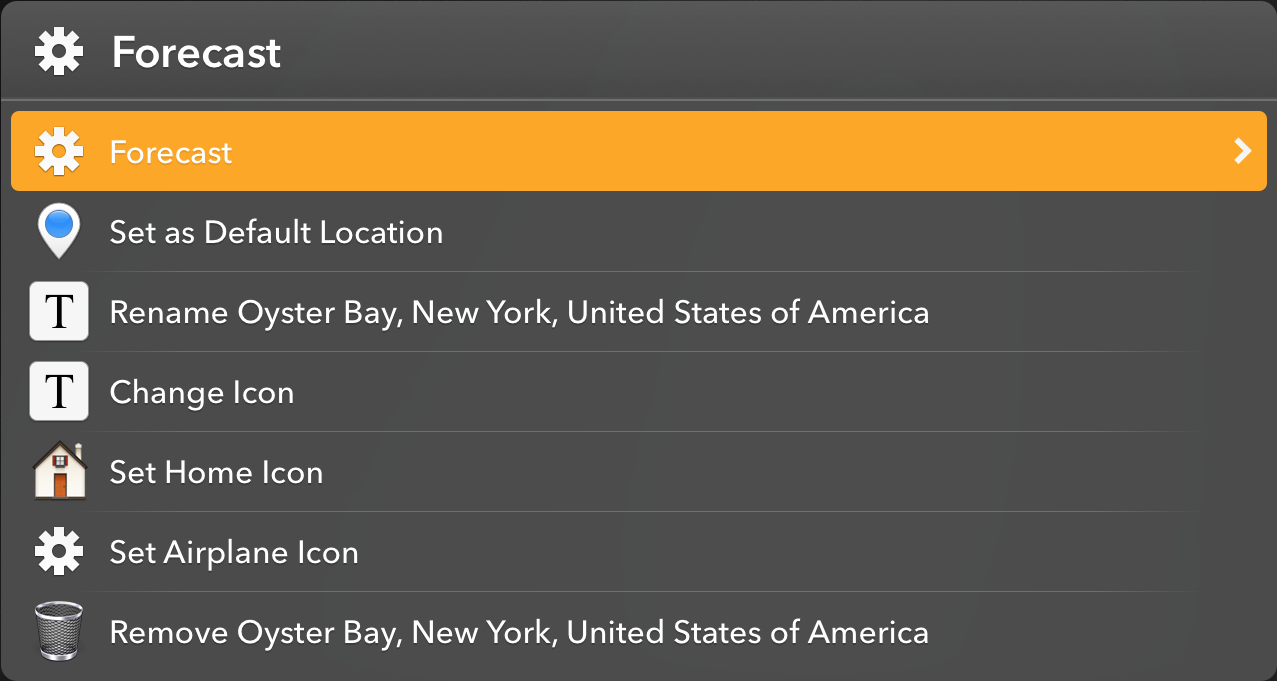 Forecast
Forecast
Set as Default Location
T Rename Oyster Bay, New York, United States of America
T Change Icon
Set Home Icon
Set Airplane Icon
Remove Oyster Bay, New York, United States of America